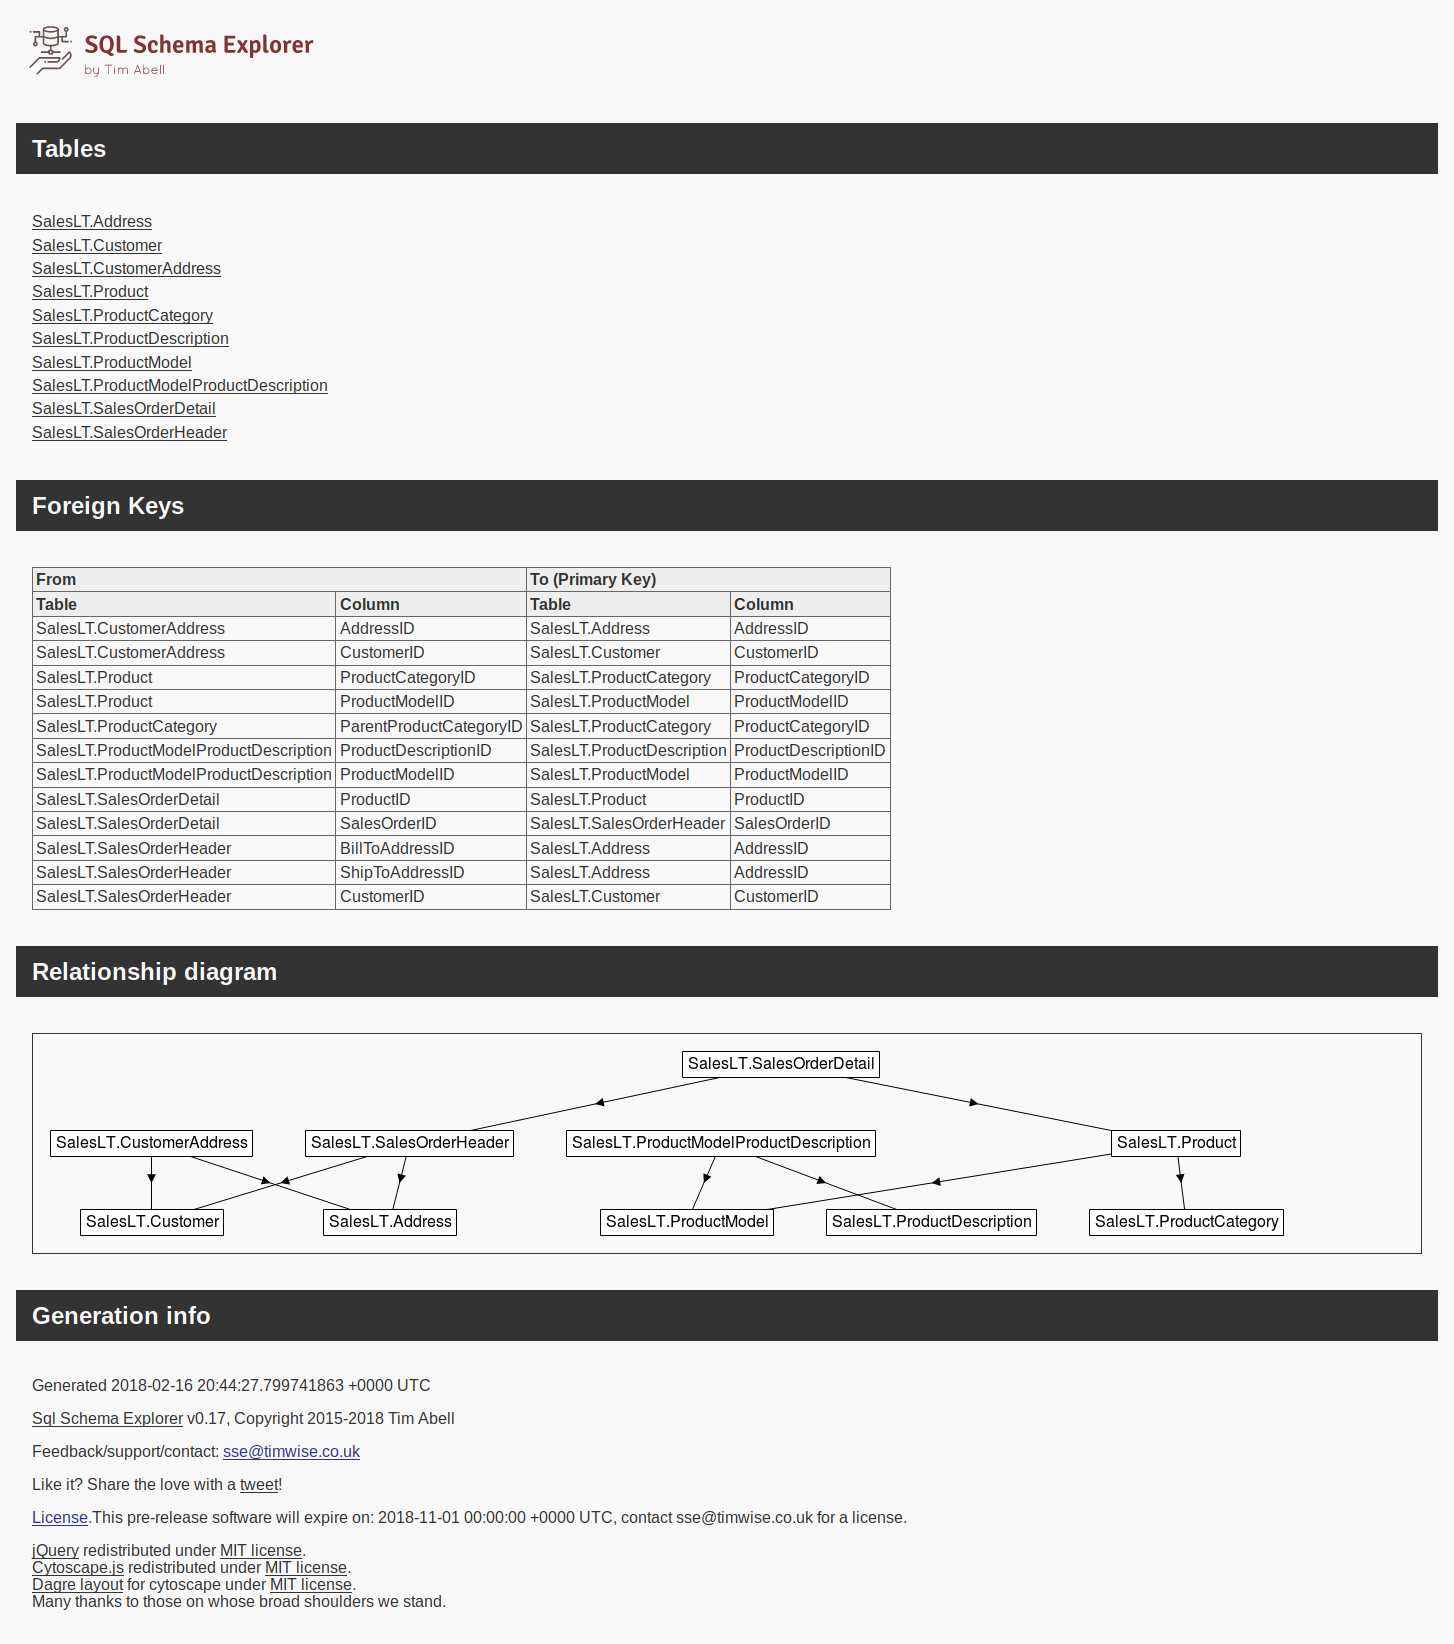 SQL Schema Explorer
by Tim Abell
Tables
SalesLT.Address
SalesLT.Customer
SalesLT.CustomerAddress
SalesLT.Product
SalesLT.ProductCategory
SalesLT.ProductDescription
SalesLT.ProductModel
SalesLT.ProductModelProductDescription
SalesLT.SalesOrderDetail
SalesLT.SalesOrderHeader
Foreign Keys
From To (Primary Key)
Table Column Table Column
SalesLT.CustomerAddress AddressID SalesLT.Address AddressID
SalesLT.CustomerAddress CustomerID SalesLT.Customer CustomerID
SalesLT.Product ProductCategoryID SalesLT.ProductCategory ProductCategoryID
SalesLT.Product ProductModelID SalesLT.ProductModel ProductModelID
SalesLT.ProductCategory ParentProductCategoryID SalesLT.ProductCategory ProductCategoryID
SalesLT.ProductModelProductDescription ProductDescriptionID SalesLT.ProductDescription ProductDescriptionID
SalesLT.ProductModelProductDescription ProductModelID SalesLT.ProductModel ProductModelID
SalesLT.SalesOrderDetail ProductID SalesLT.Product ProductID
SalesLT.SalesOrderDetail SalesOrderID SalesLT.SalesOrderHeader SalesOrderID
SalesLT.SalesOrderHeader BillToAddressID SalesLT.Address AddressID
SalesLT.SalesOrderHeader ShipToAddressID SalesLT.Address AddressID
SalesLT.SalesOrderHeader CustomerID SalesLT.Customer CustomerID
Relationship diagram
SalesLT.SalesOrderDetail
SalesLT.CustomerAddress SalesLT.SalesOrderHeader SalesLT.ProductModelProductDescription SalesLT.Product
SalesLT.Customer SalesLT.Address SalesLT.ProductModel SalesLT.ProductDescription SalesLT.ProductCategory
Generation info
Generated 2018-02-16 20:44:27.799741863 +0000 UTC
Sql Schema Explorer v0.17, Copyright 2015-2018 Tim Abell
Feedback/support/contact: sse@timwise.co.uk
Like it? Share the love with a tweet!
License.This pre-release software will expire on: 2018-11-01 00:00:00 +0000 UTC, contact sse@timwise.co.uk for a license.
jQuery redistributed under MIT license.
Cytoscape.js redistributed under MIT license.
Dagre layout for cytoscape under MIT license.
Many thanks to those on whose broad shoulders we stand.